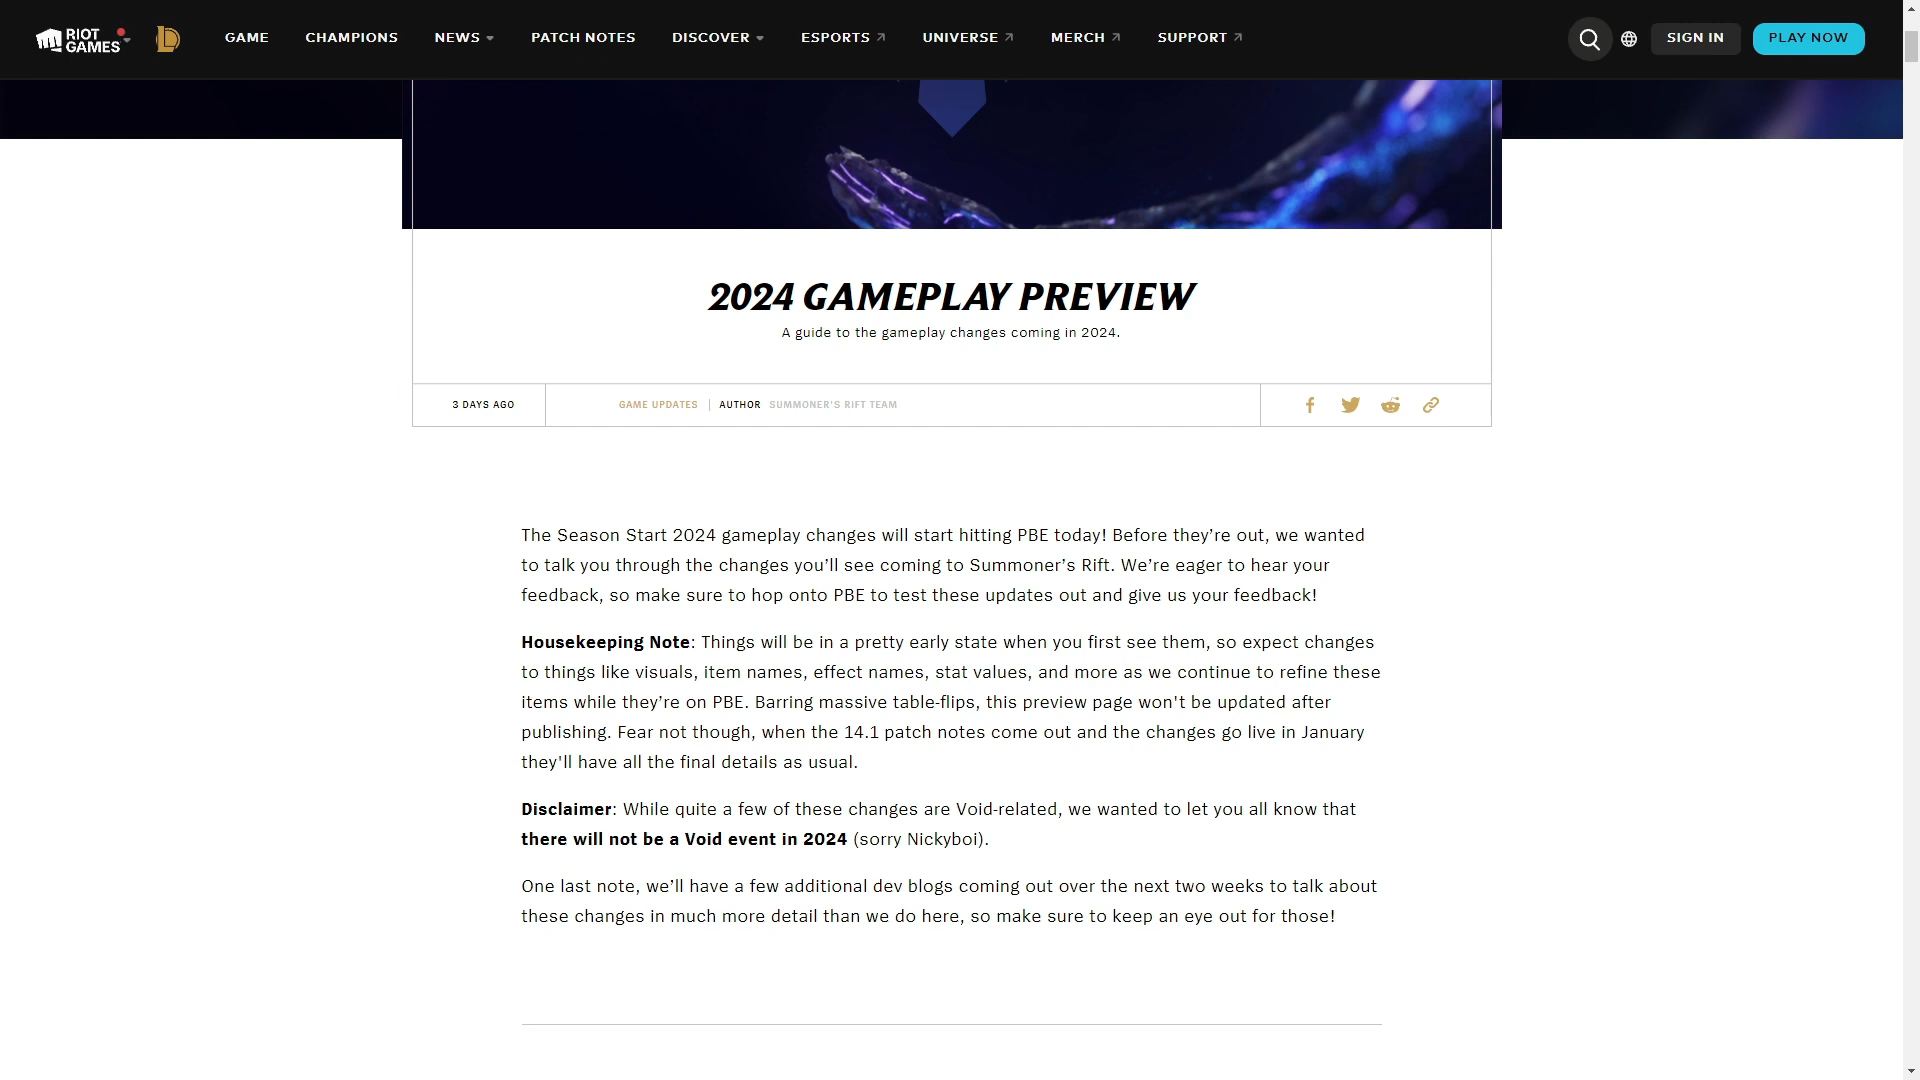 RIOT GAMES GAME CHAMPIONS NEWS PATCH NOTES DISCOVER ESPORTS UNIVERSE MERCH SUPPORT SIGN IN PLAY NOW
2024 GAMEPLAY PREVIEW
A guide to the gameplay changes coming in 2024.
3 DAYS AGO GAME UPDATES AUTHOR SUMMONER'S RIFT TEAM
The Season Start 2024 gameplay changes will start hitting PBE today! Before they’re out, we wanted
to talk you through the changes you’ll see coming to Summoner’s Rift. We’re eager to hear your
feedback, so make sure to hop onto PBE to test these updates out and give us your feedback!
Housekeeping Note: Things will be in a pretty early state when you first see them, so expect changes
to things like visuals, item names, effect names, stat values, and more as we continue to refine these
items while they’re on PBE. Barring massive table-flips, this preview page won't be updated after
publishing. Fear not though, when the 14.1 patch notes come out and the changes go live in January
they'll have all the final details as usual.
Disclaimer: While quite a few of these changes are Void-related, we wanted to let you all know that
there will not be a Void event in 2024 (sorry Nickyboi).
One last note, we’ll have a few additional dev blogs coming out over the next two weeks to talk about
these changes in much more detail than we do here, so make sure to keep an eye out for those!